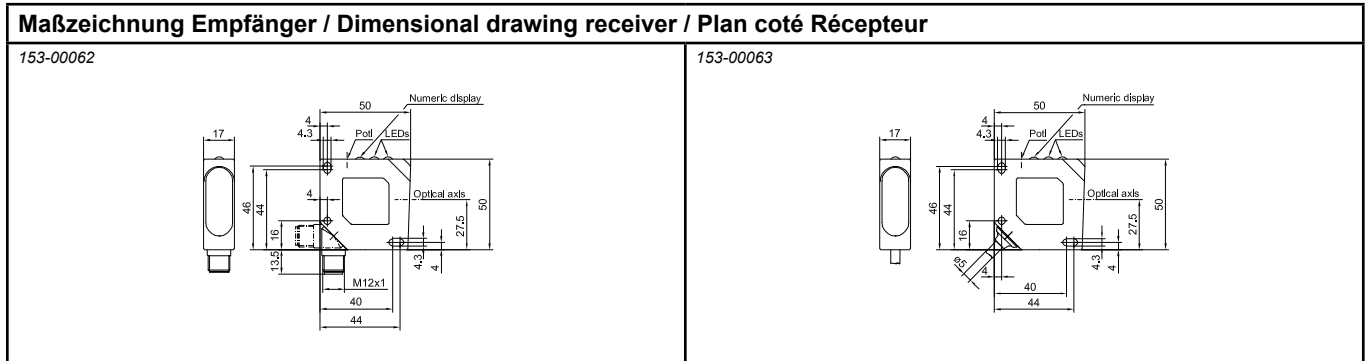 Maßzeichnung Empfänger / Dimensional drawing receiver / Plan coté Récepteur
153-00062
50
Numeric display
4
4.3
Poti
LEDs
17
46
44
4
Optical axis
50
27.5
16
13.5
4.3
4
M12x1
40
44
153-00063
50
Numeric display
4
4.3
Poti
LEDs
17
46
44
Optical axis
50
27.5
16
ø5
4
4.3
4
40
44